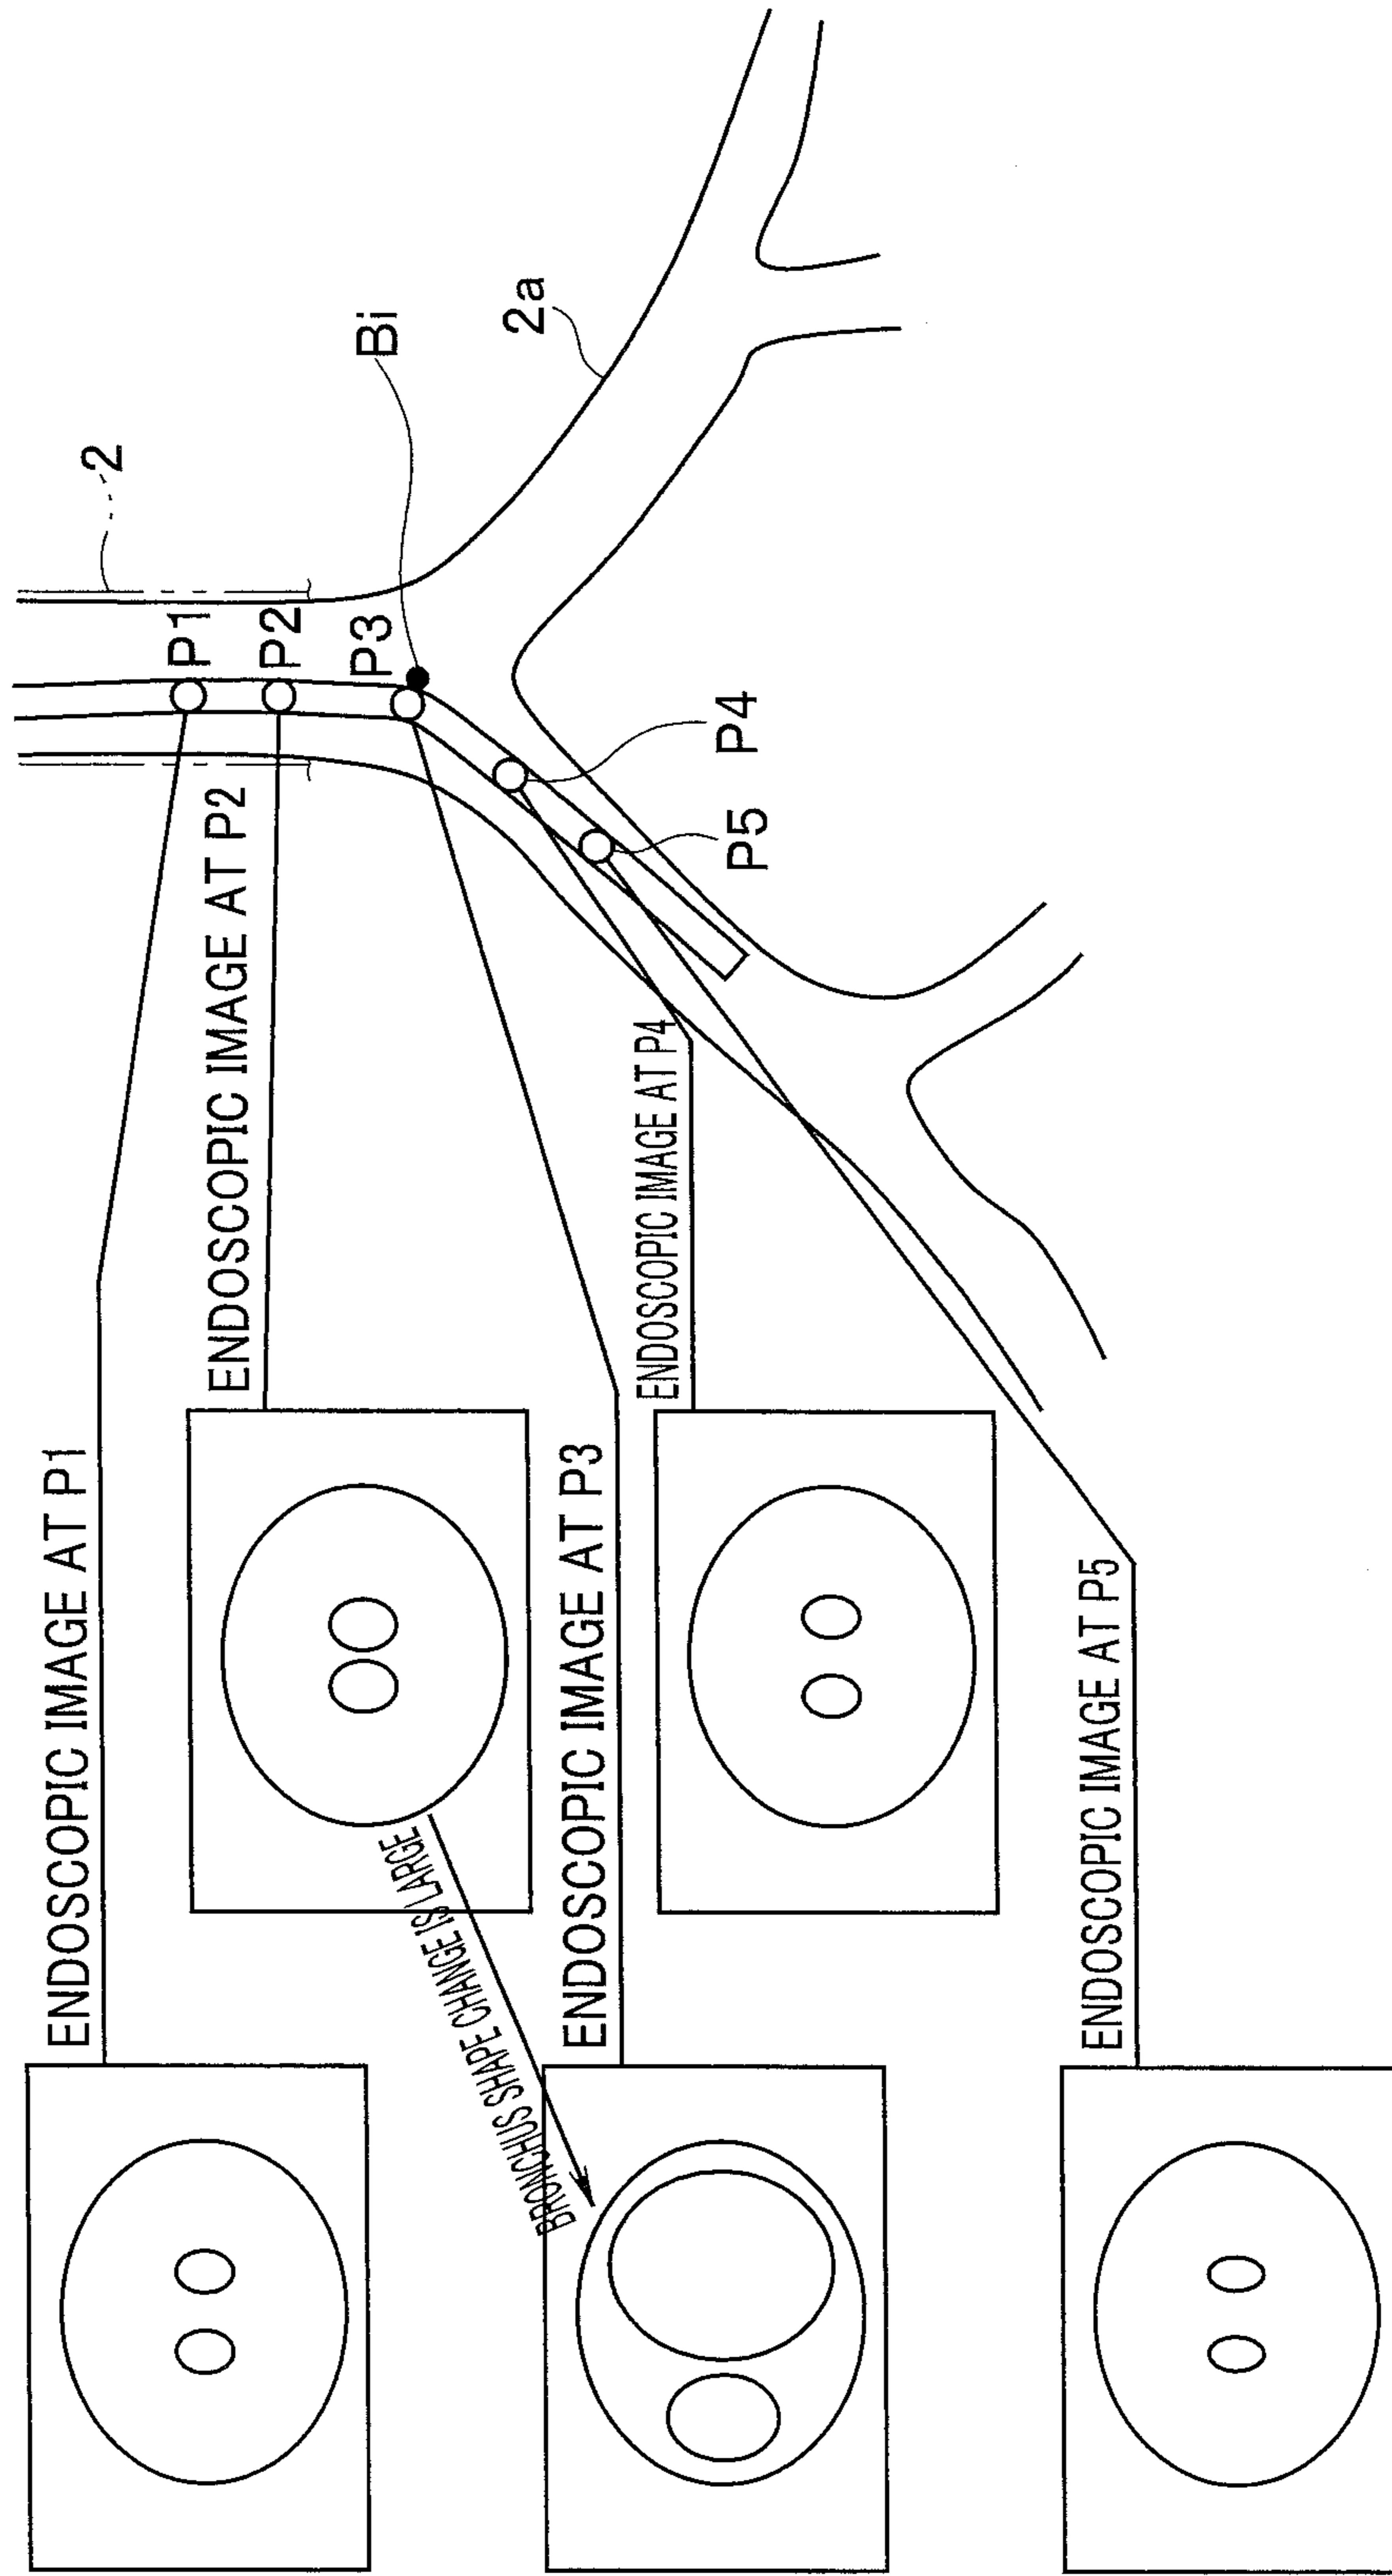 ENDOSCOPIC IMAGE AT P1
ENDOSCOPIC IMAGE AT P2
BRONCHUS SHAPE CHANGE IS LARGE
ENDOSCOPIC IMAGE AT P3
ENDOSCOPIC IMAGE AT P4
ENDOSCOPIC IMAGE AT P5
2
P1
P2
P3
Bi
2a
P4
P5